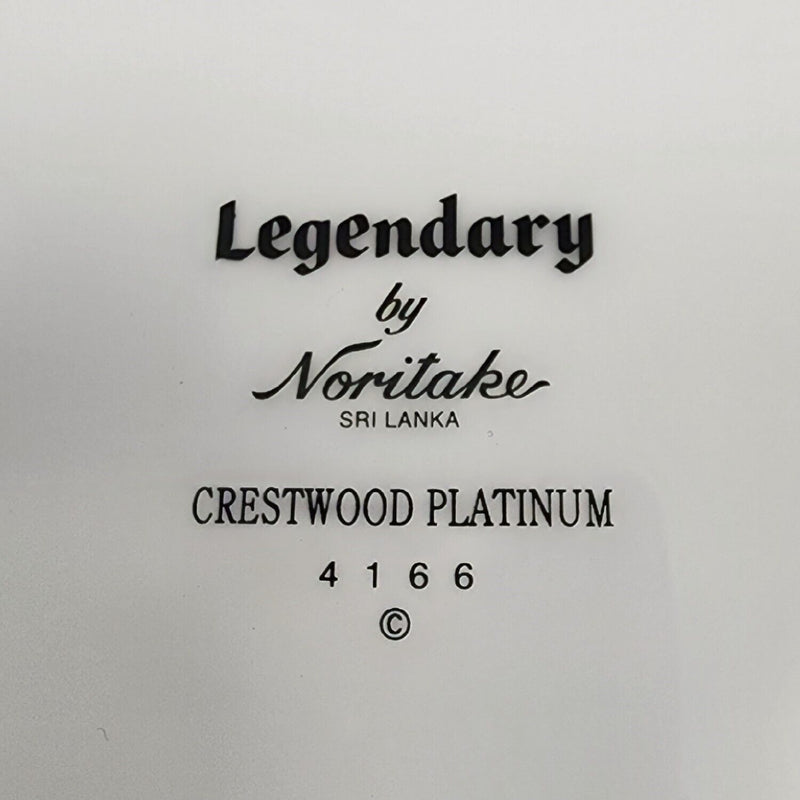 Legendary
by
Noritake
SRI LANKA
CRESTWOOD PLATINUM
4166
©